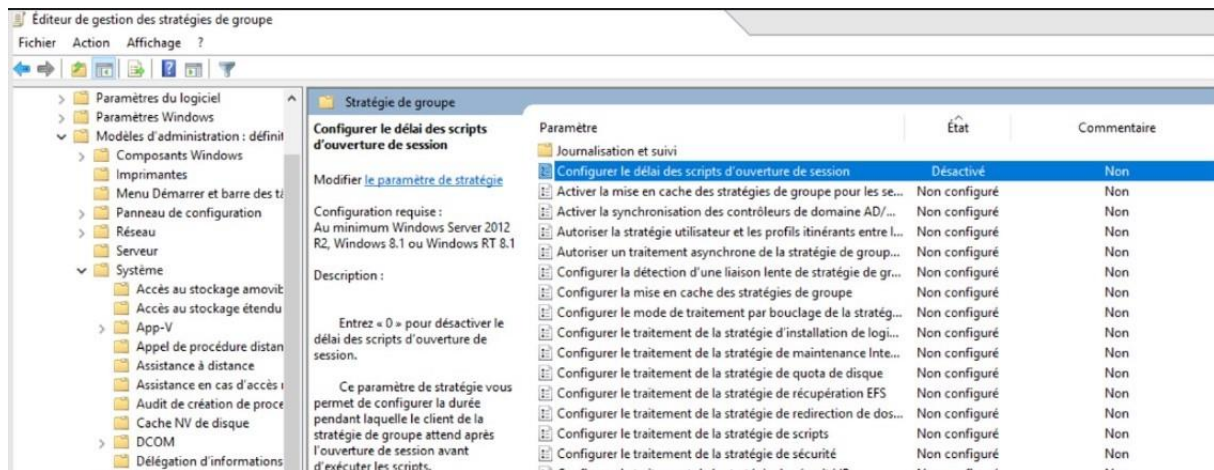 Éditeur de gestion des stratégies de groupe
Fichier Action Affichage ?
Paramètres du logiciel
Paramètres Windows
Modèles d'administration : définit
Composants Windows
Imprimantes
Menu Démarrer et barre des tâ
Panneau de configuration
Réseau
Serveur
Système
Accès au stockage amovib
Accès au stockage étendu
App-V
Appel de procédure distan
Assistance à distance
Assistance en cas d'accès
Audit de création de proce
Cache NV de disque
DCOM
Délégation d'informations
Stratégie de groupe
Configurer le délai des scripts
d'ouverture de session
Modifier le paramètre de stratégie
Configuration requise :
Au minimum Windows Server 2012
R2, Windows 8.1 ou Windows RT 8.1
Description :
Entrez « 0 » pour désactiver le
délai des scripts d'ouverture de
session.
Ce paramètre de stratégie vous
permet de configurer la durée
pendant laquelle le client de la
stratégie de groupe attend après
l'ouverture de session avant
d'exécuter les scripts.
Paramètre État Commentaire
Journalisation et suivi
Configurer le délai des scripts d'ouverture de session Désactivé Non
Activer la mise en cache des stratégies de groupe pour les se... Non configuré Non
Activer la synchronisation des contrôleurs de domaine AD/... Non configuré Non
Autoriser la stratégie utilisateur et les profils itinérants entre l... Non configuré Non
Autoriser un traitement asynchrone de la stratégie de group... Non configuré Non
Configurer la détection d'une liaison lente de stratégie de gr... Non configuré Non
Configurer la mise en cache des stratégies de groupe Non configuré Non
Configurer le mode de traitement par bouclage de la stratég... Non configuré Non
Configurer le traitement de la stratégie d'installation de logi... Non configuré Non
Configurer le traitement de la stratégie de maintenance Inte... Non configuré Non
Configurer le traitement de la stratégie de quota de disque Non configuré Non
Configurer le traitement de la stratégie de récupération EFS Non configuré Non
Configurer le traitement de la stratégie de redirection de dos... Non configuré Non
Configurer le traitement de la stratégie de scripts Non configuré Non
Configurer le traitement de la stratégie de sécurité Non configuré Non